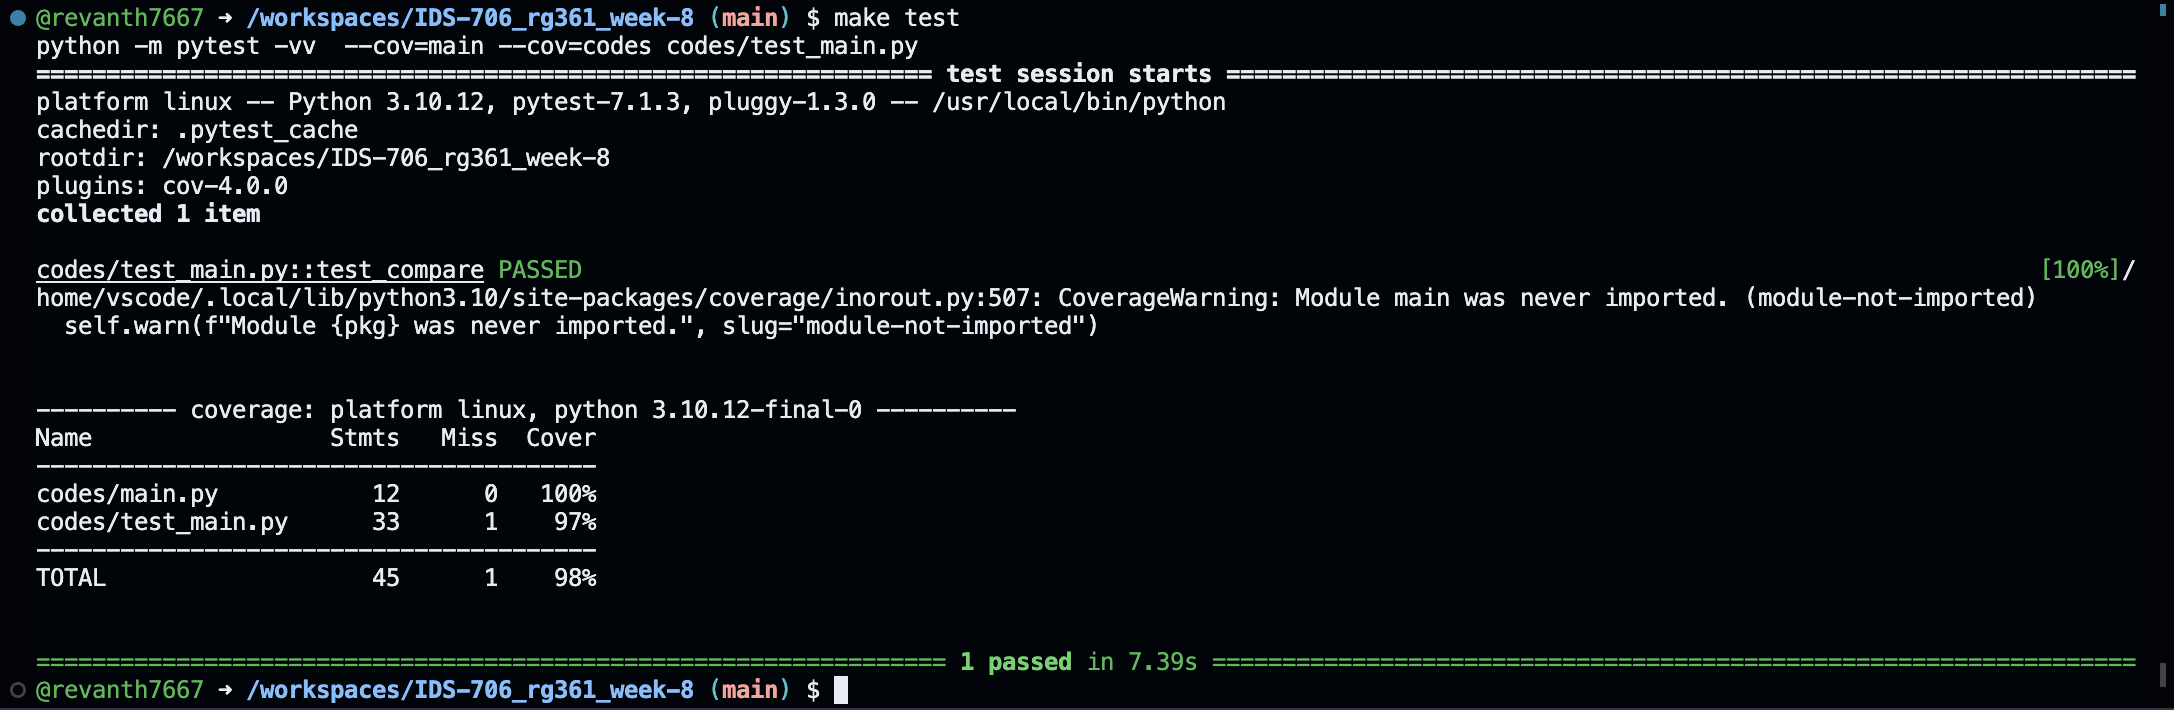 @revanth7667 ➜ /workspaces/IDS-706_rg361_week-8 (main) $ make test
python -m pytest -vv  --cov=main --cov=codes codes/test_main.py
================================================================ test session starts =================================================================
platform linux -- Python 3.10.12, pytest-7.1.3, pluggy-1.3.0 -- /usr/local/bin/python
cachedir: .pytest_cache
rootdir: /workspaces/IDS-706_rg361_week-8
plugins: cov-4.0.0
collected 1 item
codes/test_main.py::test_compare PASSED [100%]/
home/vscode/.local/lib/python3.10/site-packages/coverage/inorout.py:507: CoverageWarning: Module main was never imported. (module-not-imported)
  self.warn(f"Module {pkg} was never imported.", slug="module-not-imported")
---------- coverage: platform linux, python 3.10.12-final-0 ----------
Name                 Stmts   Miss  Cover
----------------------------------------
codes/main.py           12      0   100%
codes/test_main.py      33      1    97%
----------------------------------------
TOTAL                   45      1    98%
================================================================= 1 passed in 7.39s ==================================================================
@revanth7667 ➜ /workspaces/IDS-706_rg361_week-8 (main) $